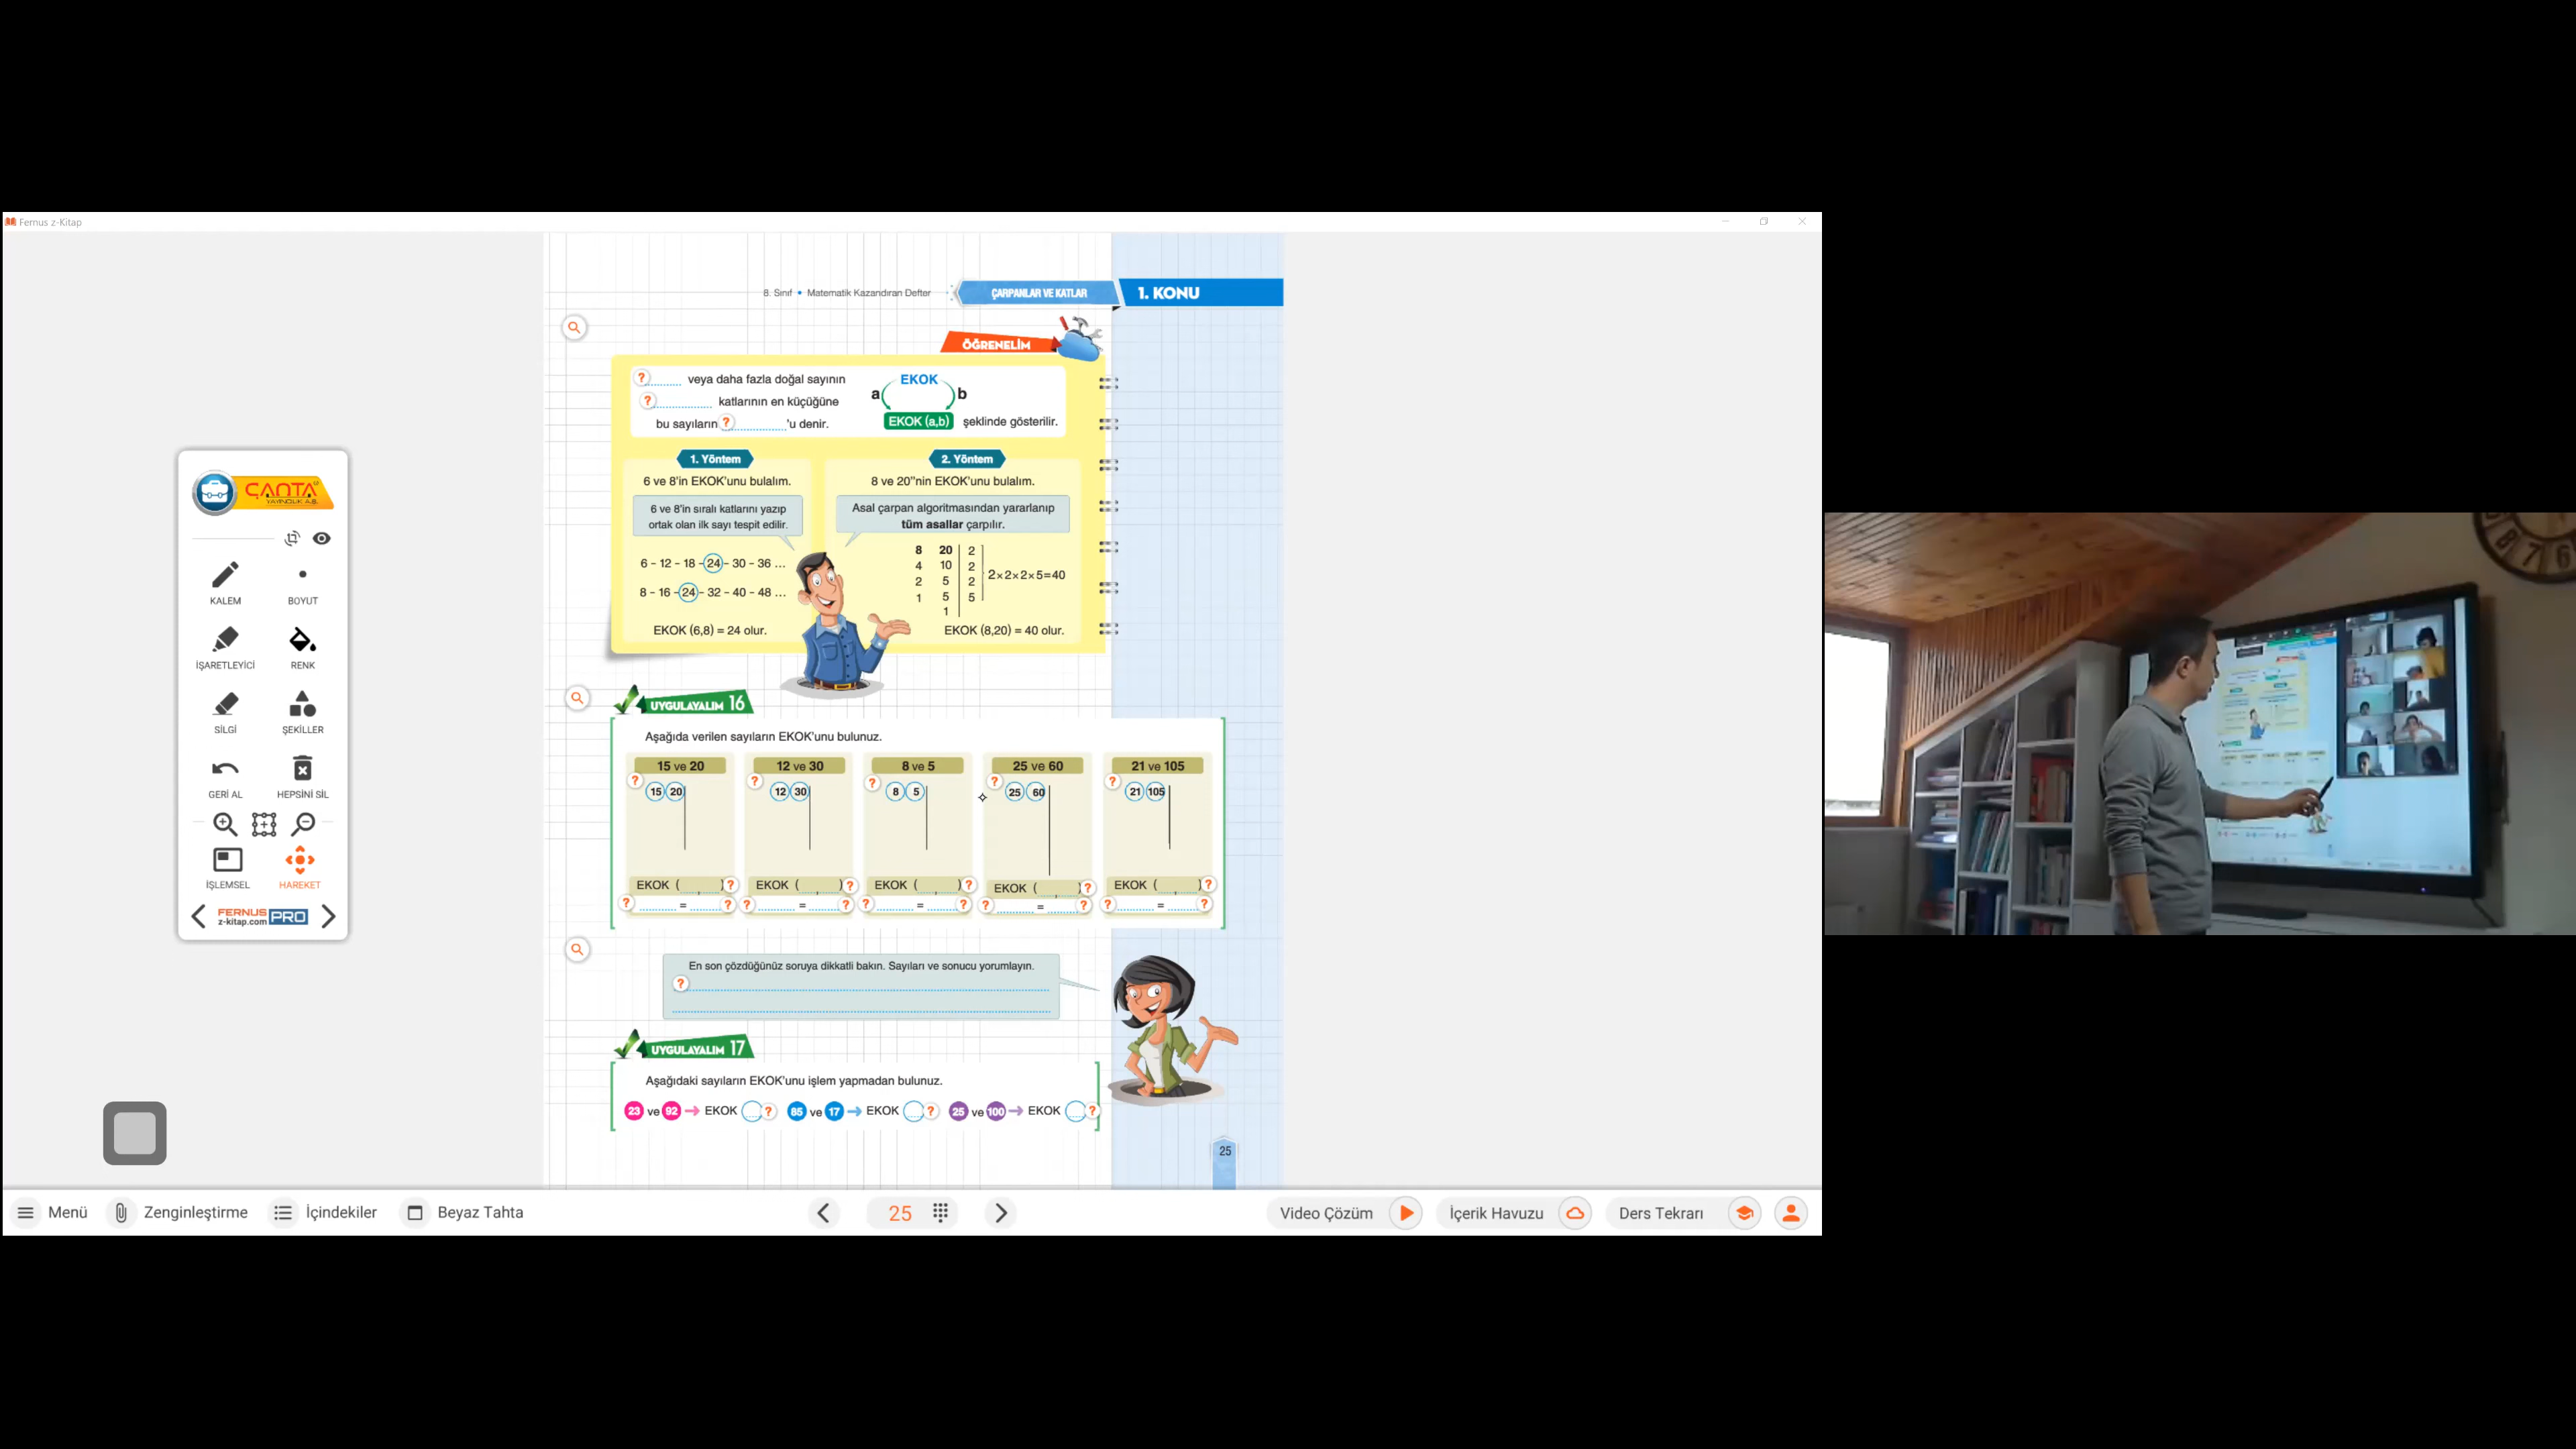 Fernus z-Kitap
8. Sınıf • Matematik Kazandıran Defter
ÇARPANLAR VE KATLAR
1. KONU
ÖĞRENELİM
? veya daha fazla doğal sayının
? katlarının en küçüğüne
bu sayıların ? 'u denir.
EKOK
a b
EKOK (a,b) şeklinde gösterilir.
1. Yöntem
6 ve 8'in EKOK'unu bulalım.
6 ve 8'in sıralı katlarını yazıp
ortak olan ilk sayı tespit edilir.
6 - 12 - 18 - 24 - 30 - 36 ...
8 - 16 - 24 - 32 - 40 - 48 ...
EKOK (6,8) = 24 olur.
2. Yöntem
8 ve 20''nin EKOK'unu bulalım.
Asal çarpan algoritmasından yararlanıp
tüm asallar çarpılır.
8 20 2
4 10 2
2 5 2
1 5 5
1
2×2×2×5=40
EKOK (8,20) = 40 olur.
UYGULAYALIM 16
Aşağıda verilen sayıların EKOK'unu bulunuz.
15 ve 20
? 15 20
EKOK ( , ) ?
? = ?
12 ve 30
? 12 30
EKOK ( , ) ?
? = ?
8 ve 5
? 8 5
EKOK ( , ) ?
? = ?
25 ve 60
? 25 60
EKOK ( , ) ?
? = ?
21 ve 105
? 21 105
EKOK ( , ) ?
? = ?
En son çözdüğünüz soruya dikkatli bakın. Sayıları ve sonucu yorumlayın.
?
UYGULAYALIM 17
Aşağıdaki sayıların EKOK'unu işlem yapmadan bulunuz.
23 ve 92 → EKOK ? 85 ve 17 → EKOK ? 25 ve 100 → EKOK ?
25
ÇANTA
YAYINCILIK A.Ş.
KALEM BOYUT
İŞARETLEYİCİ RENK
SİLGİ ŞEKİLLER
GERİ AL HEPSİNİ SİL
İŞLEMSEL HAREKET
FERNUS PRO
z-kitap.com
Menü Zenginleştirme İçindekiler Beyaz Tahta 25 Video Çözüm İçerik Havuzu Ders Tekrarı
8 7 6